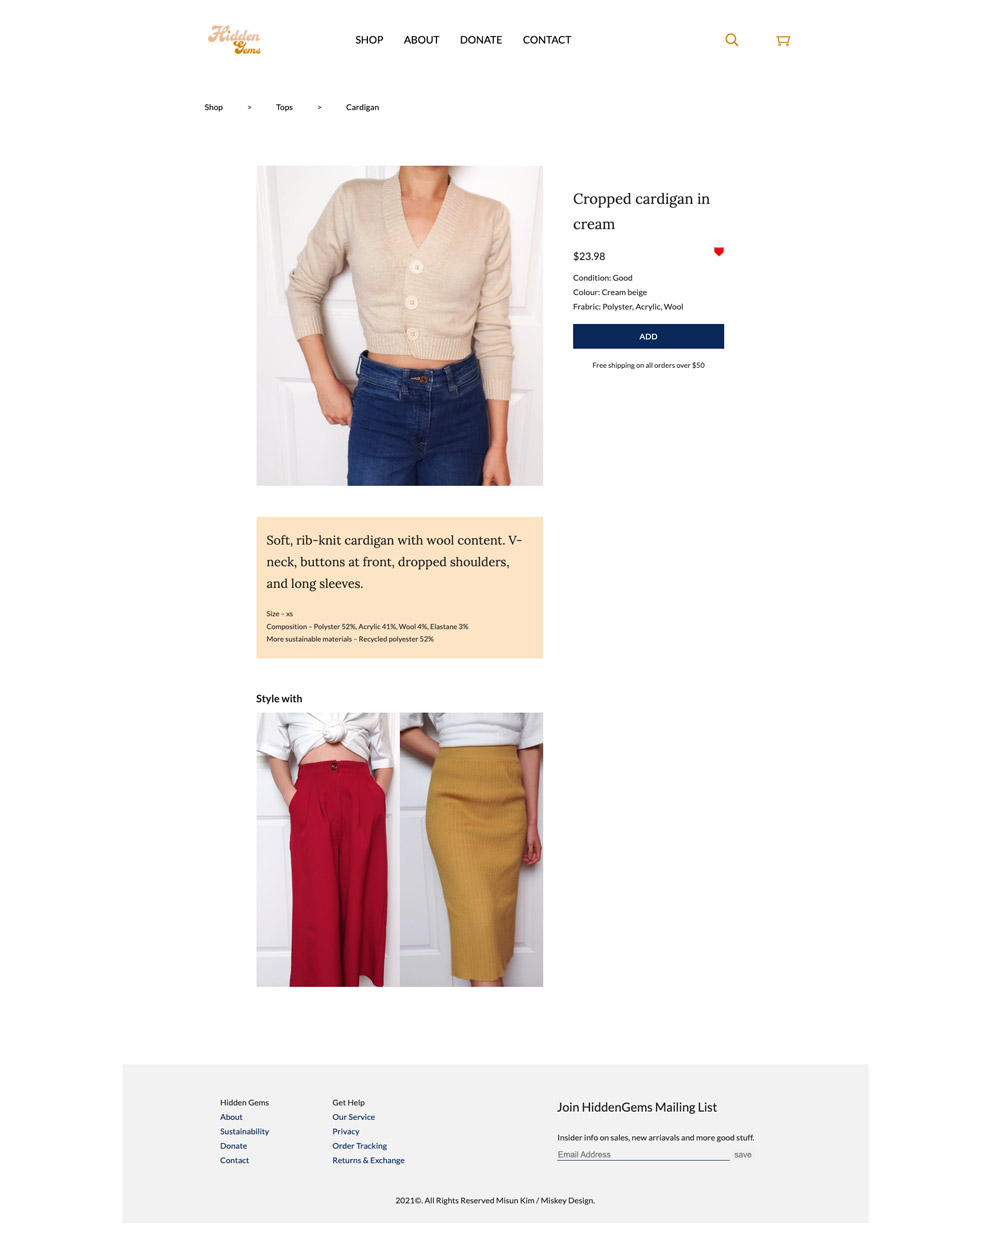 Hidden
Gems
SHOP ABOUT DONATE CONTACT
Shop > Tops > Cardigan
Cropped cardigan in
cream
$23.98
Condition: Good
Colour: Cream beige
Frabric: Polyster, Acrylic, Wool
ADD
Free shipping on all orders over $50
Soft, rib-knit cardigan with wool content. V-
neck, buttons at front, dropped shoulders,
and long sleeves.
Size – xs
Composition – Polyster 52%, Acrylic 41%, Wool 4%, Elastane 3%
More sustainable materials – Recycled polyester 52%
Style with
Hidden Gems
About
Sustainability
Donate
Contact
Get Help
Our Service
Privacy
Order Tracking
Returns & Exchange
Join HiddenGems Mailing List
Insider info on sales, new arriavals and more good stuff.
Email Address save
2021©. All Rights Reserved Misun Kim / Miskey Design.